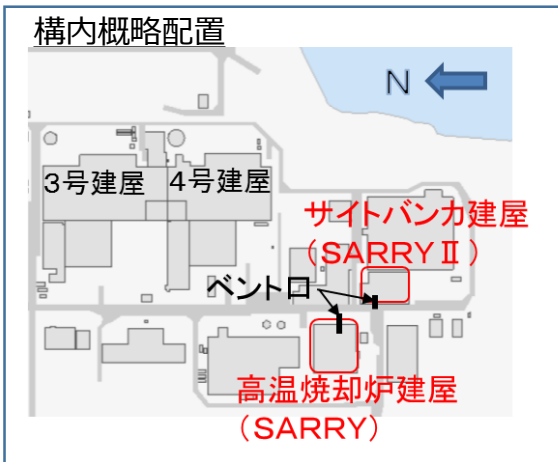 構内概略配置
N
3号建屋
4号建屋
サイトバンカ建屋
(SARRYⅡ)
ベント口
高温焼却炉建屋
(SARRY)